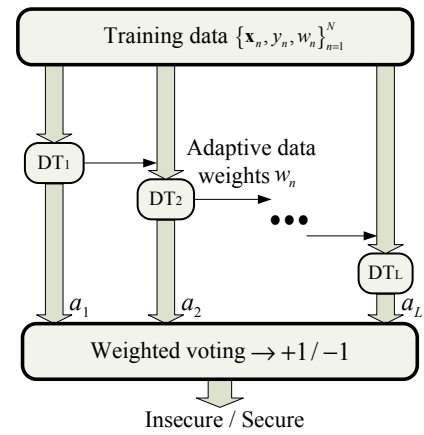 Training data {x_n, y_n, w_n}_{n=1}^N
DT1
Adaptive data
weights w_n
DT2
DTL
a_1
a_2
a_L
Weighted voting → +1/−1
Insecure / Secure